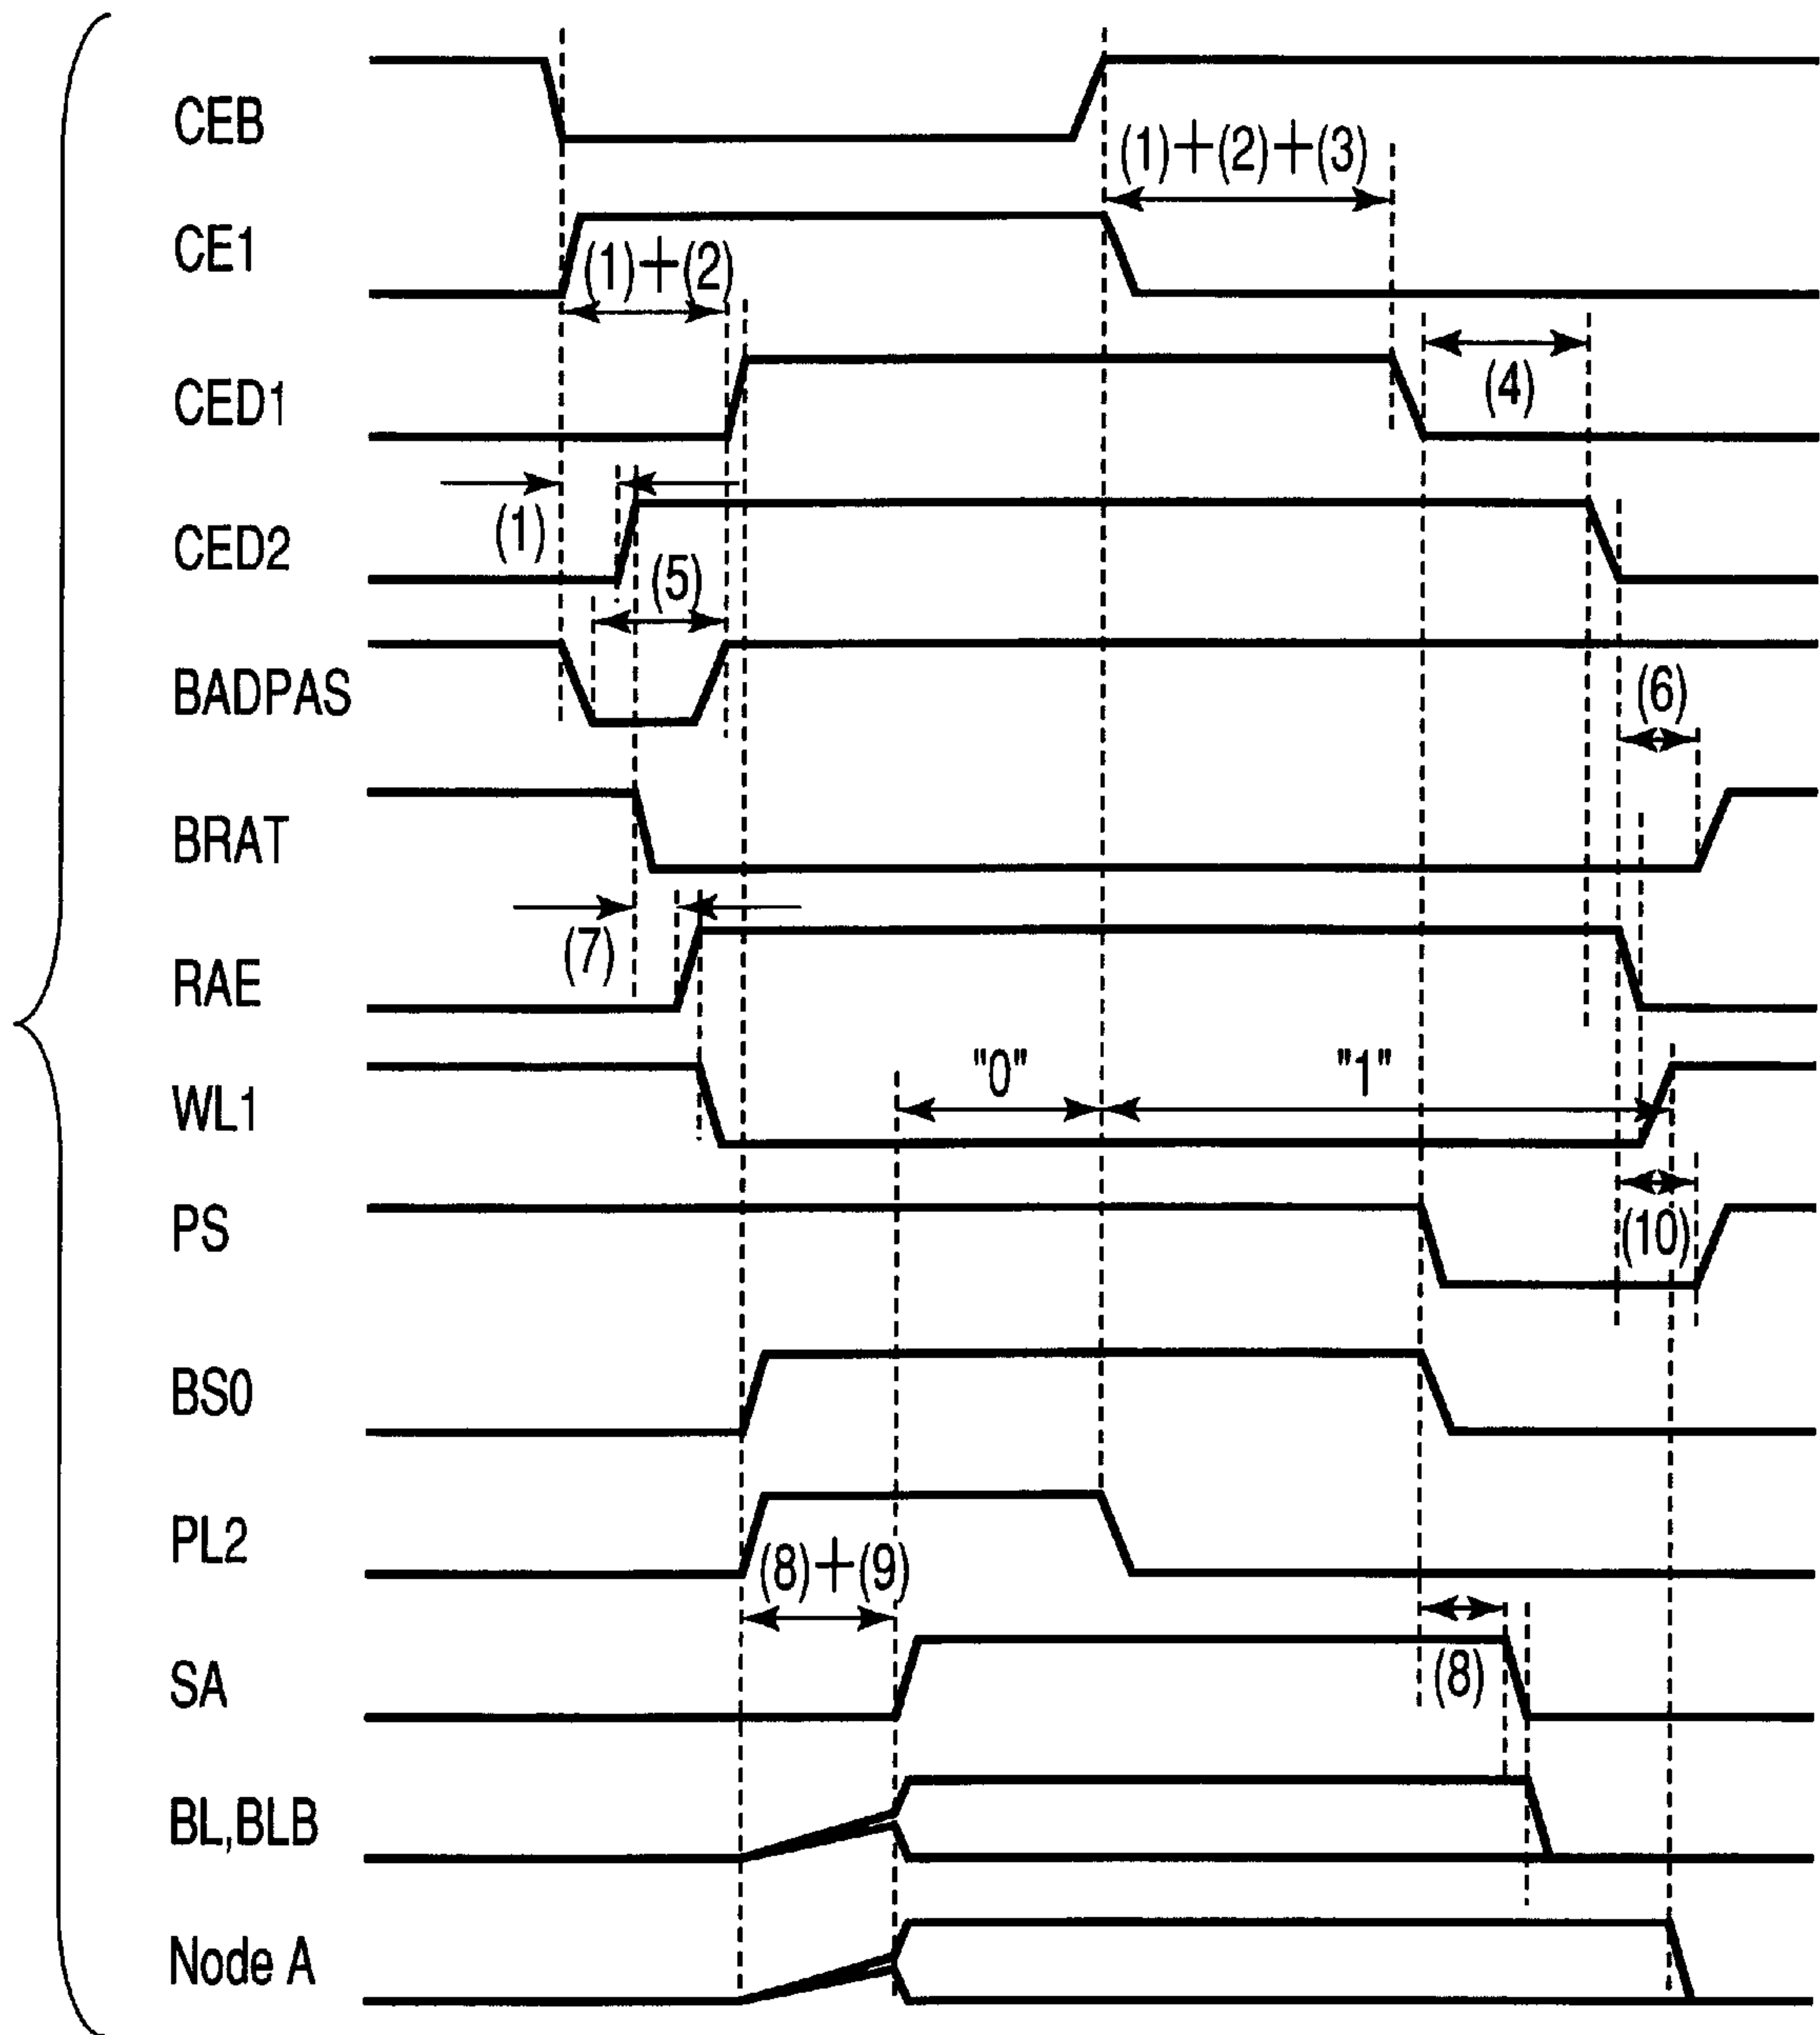 CEB
(1)+(2)+(3)
CE1
(1)+(2)
CED1
(4)
CED2
(1)
(5)
BADPAS
(6)
BRAT
RAE
(7)
WL1
"0"
"1"
PS
(10)
BS0
PL2
(8)+(9)
SA
(8)
BL,BLB
Node A